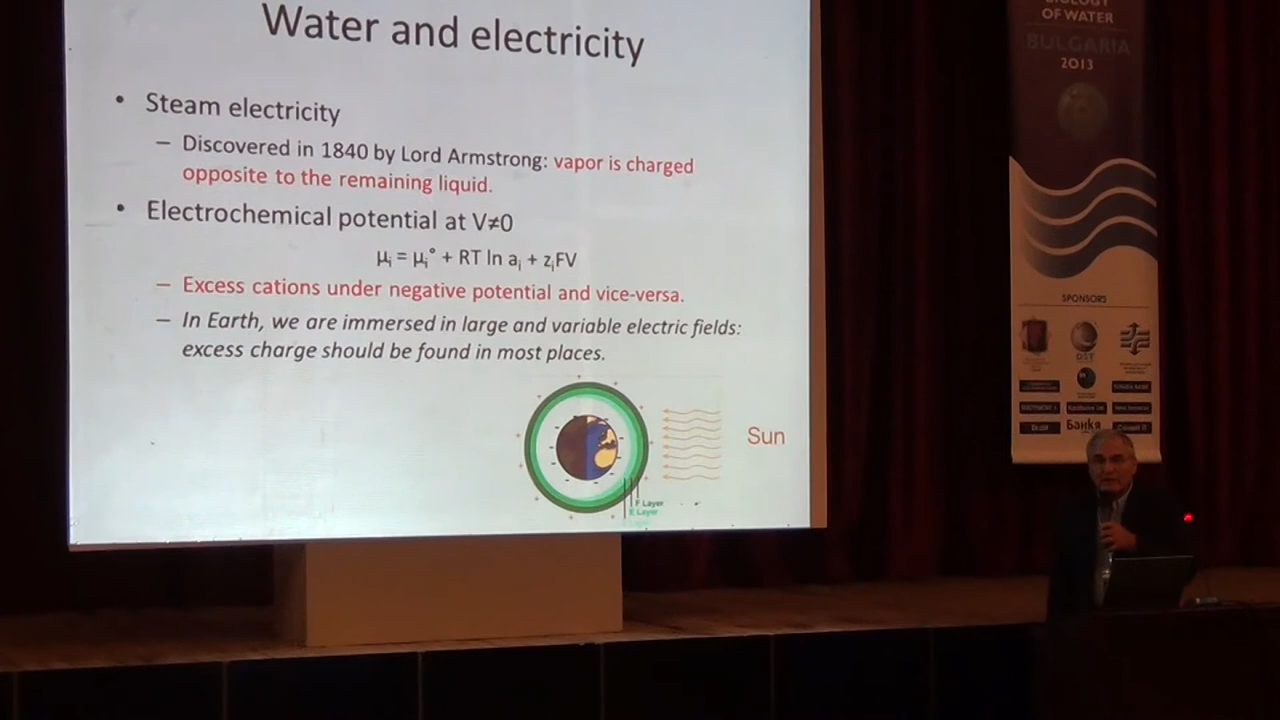 Water and electricity
• Steam electricity
– Discovered in 1840 by Lord Armstrong: vapor is charged
opposite to the remaining liquid.
• Electrochemical potential at V≠0
μᵢ = μᵢ° + RT ln aᵢ + zᵢFV
– Excess cations under negative potential and vice-versa.
– In Earth, we are immersed in large and variable electric fields:
excess charge should be found in most places.
Sun
F Layer
E Layer
OF WATER
BULGARIA
2013
SPONSORS
DST
Банкя